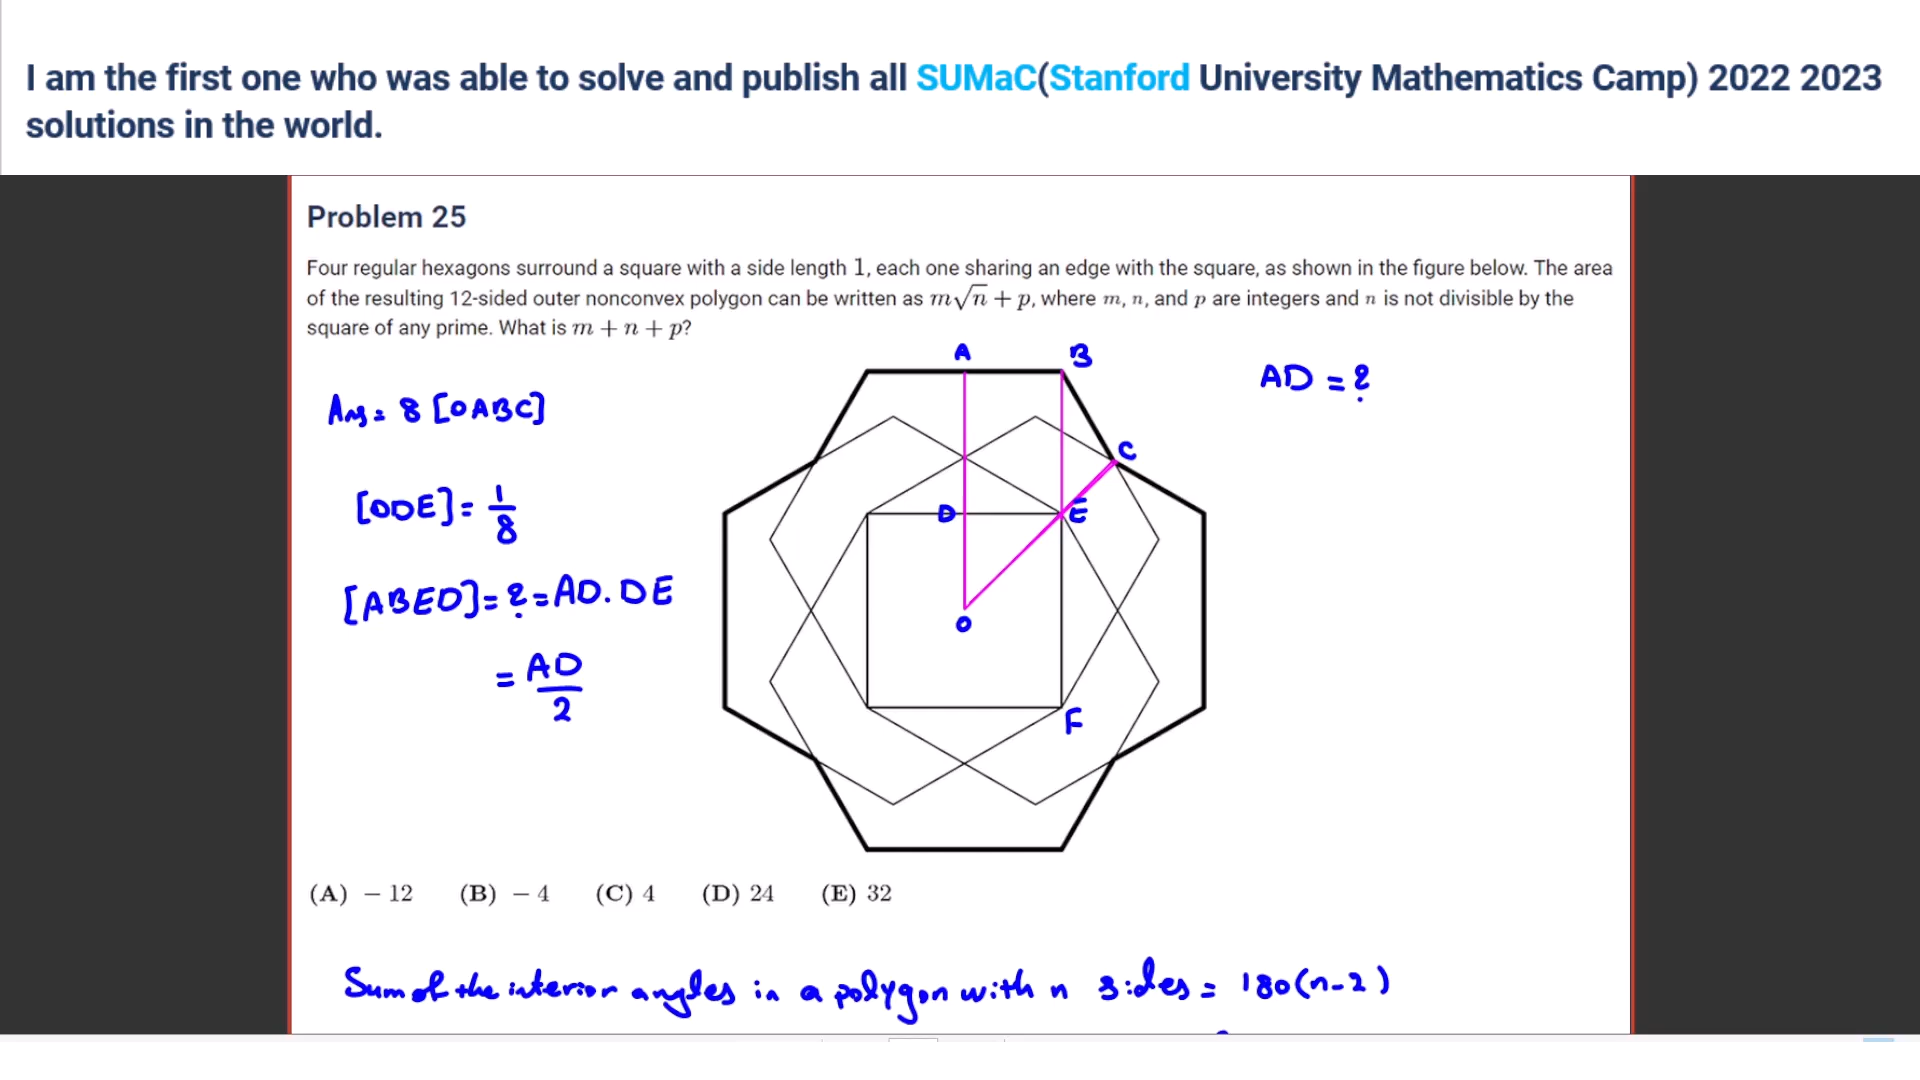 I am the first one who was able to solve and publish all SUMaC(Stanford University Mathematics Camp) 2022 2023
solutions in the world.
Problem 25
Four regular hexagons surround a square with a side length 1, each one sharing an edge with the square, as shown in the figure below. The area
of the resulting 12-sided outer nonconvex polygon can be written as m√n + p, where m, n, and p are integers and n is not divisible by the
square of any prime. What is m + n + p?
A
B
AD = ?
Ans = 8 [OABC]
C
[ODE] = 1/8
D
E
[ABED] = ? = AD . DE
O
= AD/2
F
(A) − 12 (B) − 4 (C) 4 (D) 24 (E) 32
Sum of the interior angles in a polygon with n sides = 180(n-2)